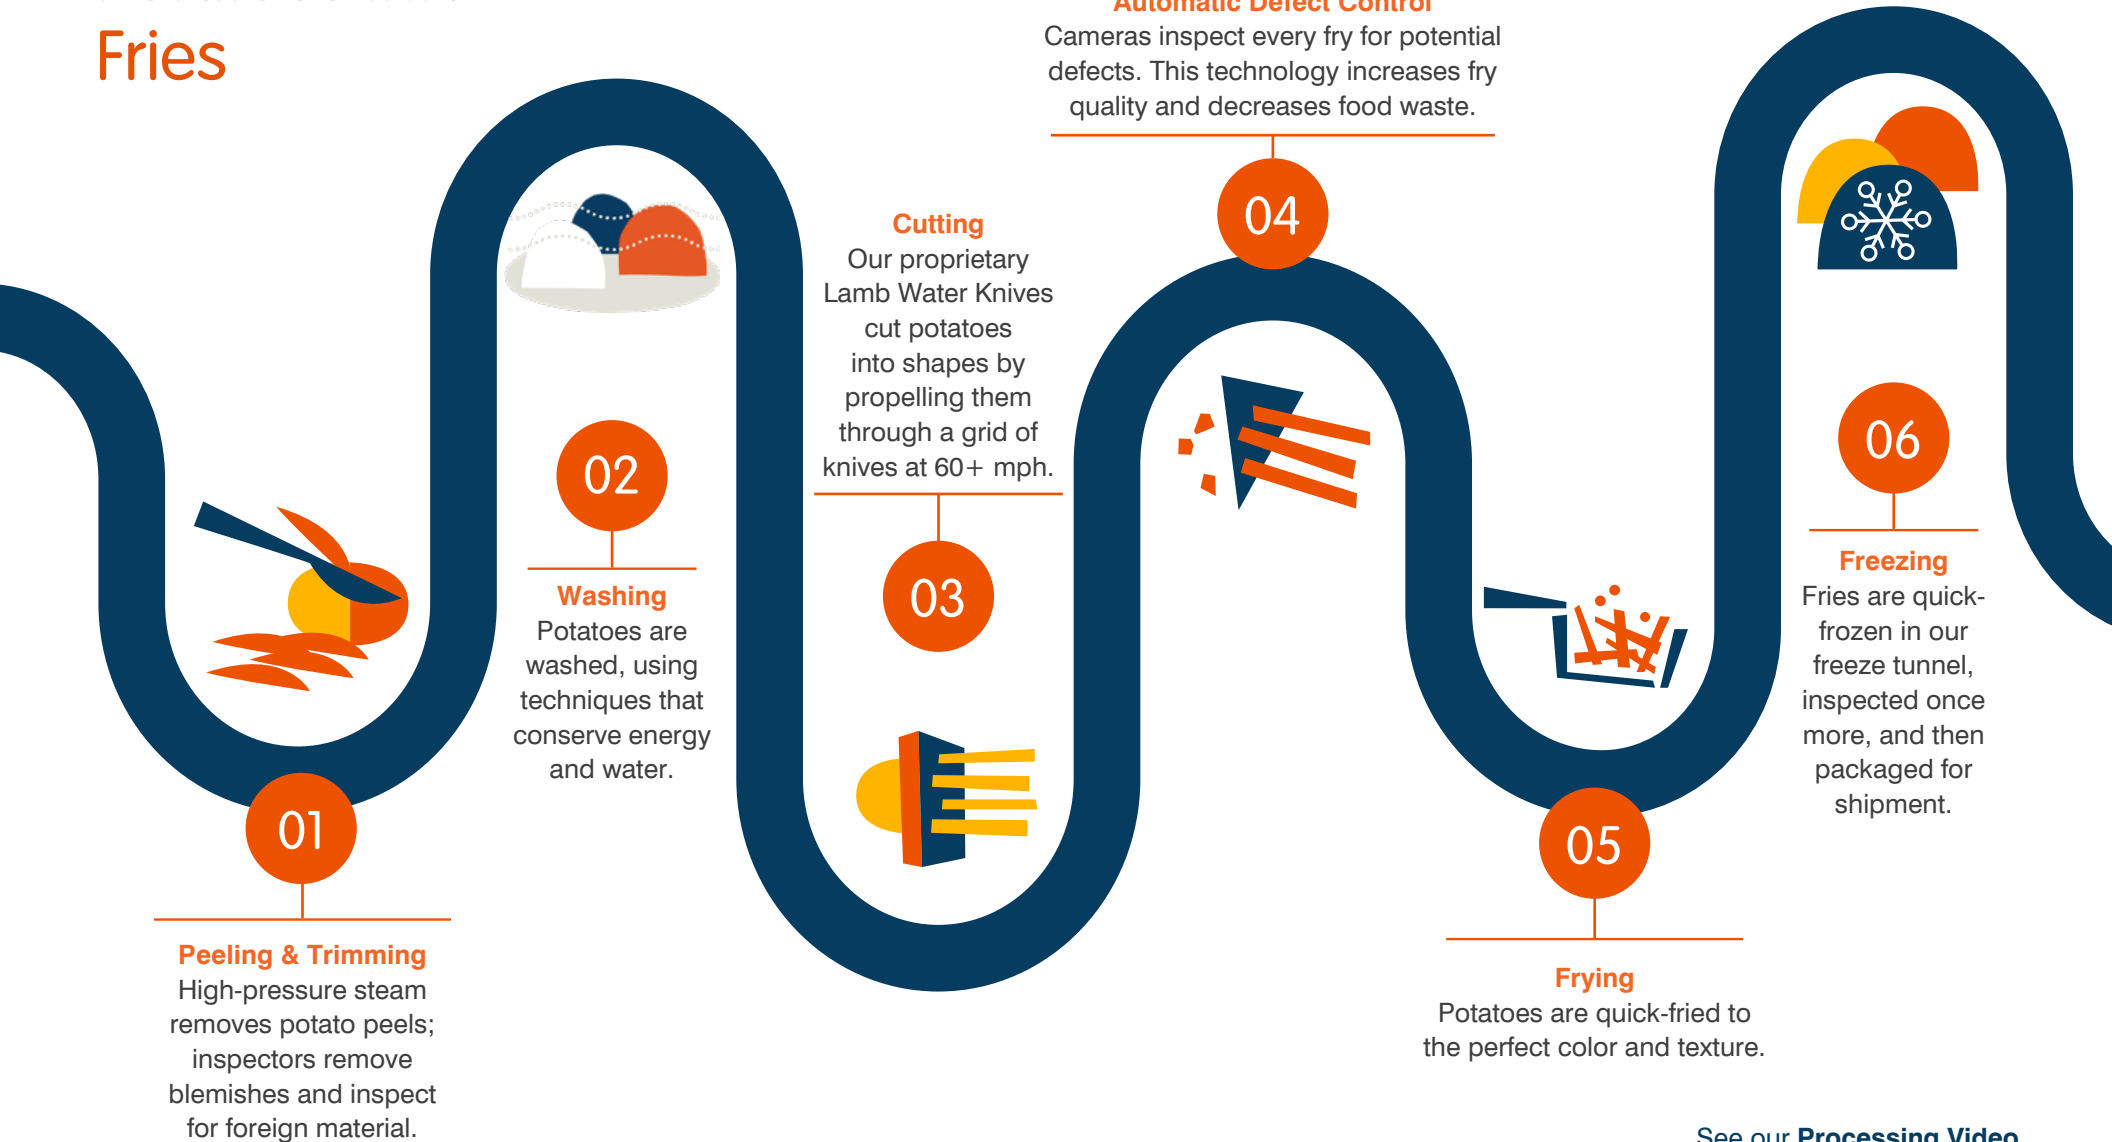 Fries
01
Peeling & Trimming
High-pressure steam
removes potato peels;
inspectors remove
blemishes and inspect
for foreign material.
02
Washing
Potatoes are
washed, using
techniques that
conserve energy
and water.
Cutting
Our proprietary
Lamb Water Knives
cut potatoes
into shapes by
propelling them
through a grid of
knives at 60+ mph.
03
Automatic Defect Control
Cameras inspect every fry for potential
defects. This technology increases fry
quality and decreases food waste.
04
05
Frying
Potatoes are quick-fried to
the perfect color and texture.
06
Freezing
Fries are quick-
frozen in our
freeze tunnel,
inspected once
more, and then
packaged for
shipment.
See our Processing Video